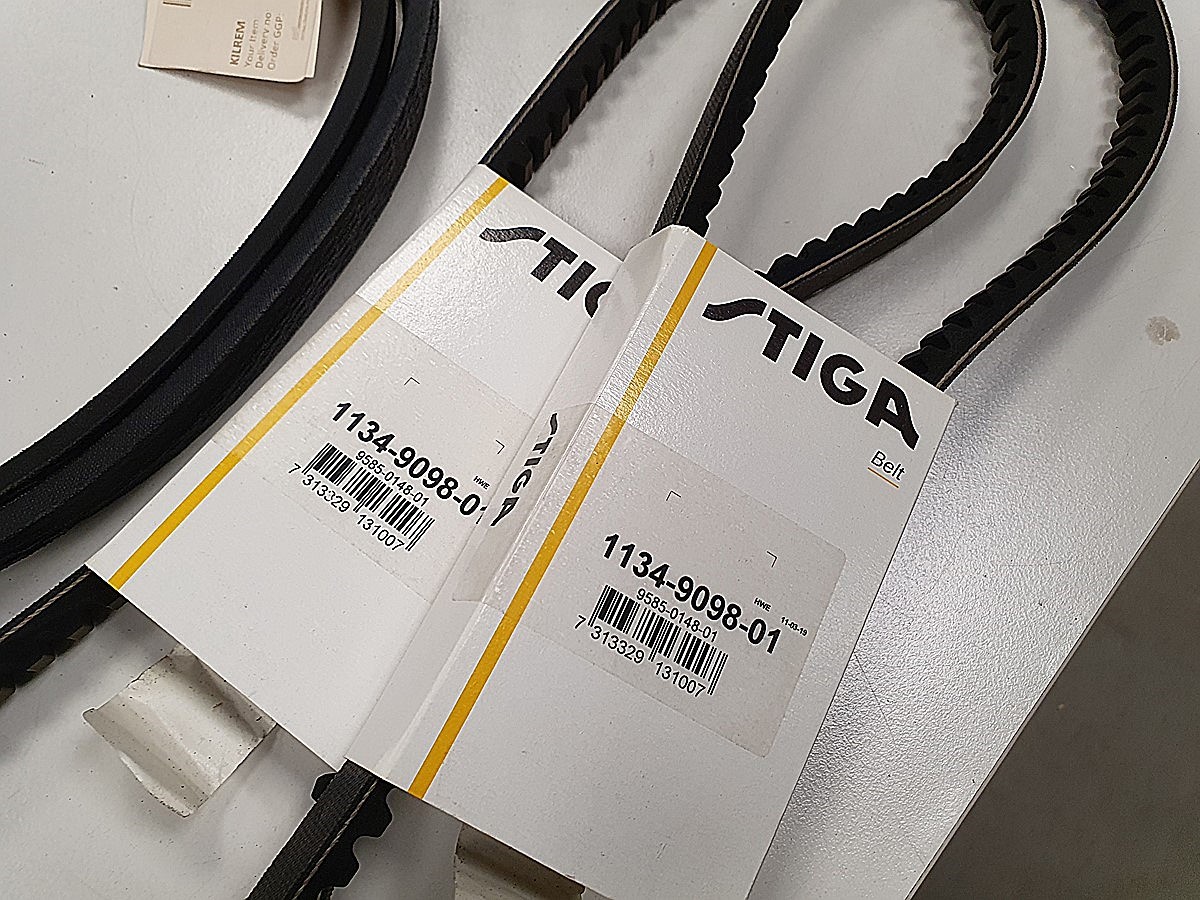 KILREM
Your Item
Delivery no
Order GGP.
STIG
1134-9098-01
HWE
9585-0148-01
7 313329 131007
STIGA
STIGA
Belt
1134-9098-01
HWE 11-03-19
9585-0148-01
7 313329 131007